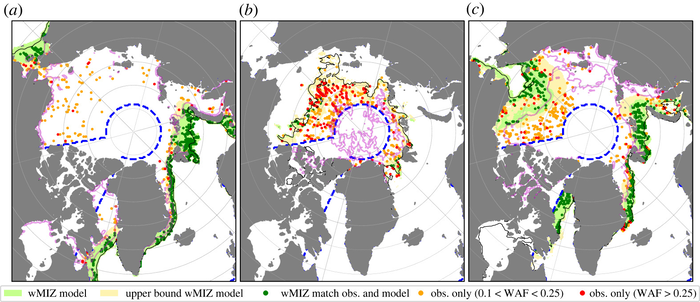 (a) (b) (c)
wMIZ model upper bound wMIZ model wMIZ match obs. and model obs. only (0.1 < WAF < 0.25) obs. only (WAF > 0.25)